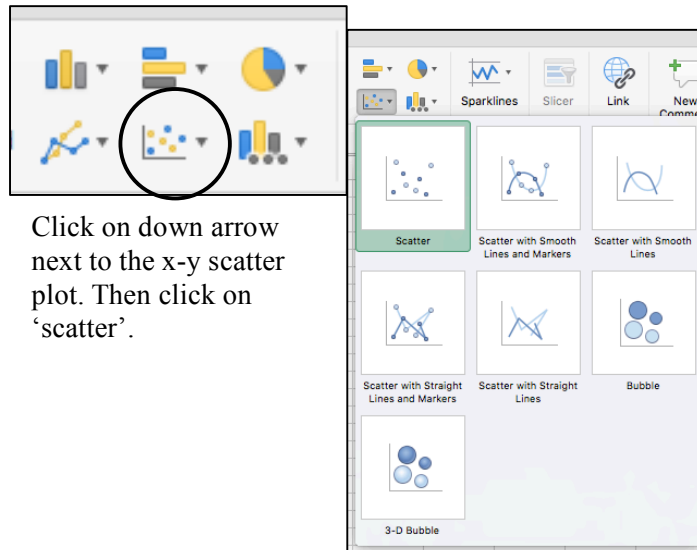 Click on down arrow
next to the x-y scatter
plot. Then click on
‘scatter’.
Sparklines
Slicer
Link
New
Comme
Scatter
Scatter with Smooth
Lines and Markers
Scatter with Smooth
Lines
Scatter with Straight
Lines and Markers
Scatter with Straight
Lines
Bubble
3-D Bubble